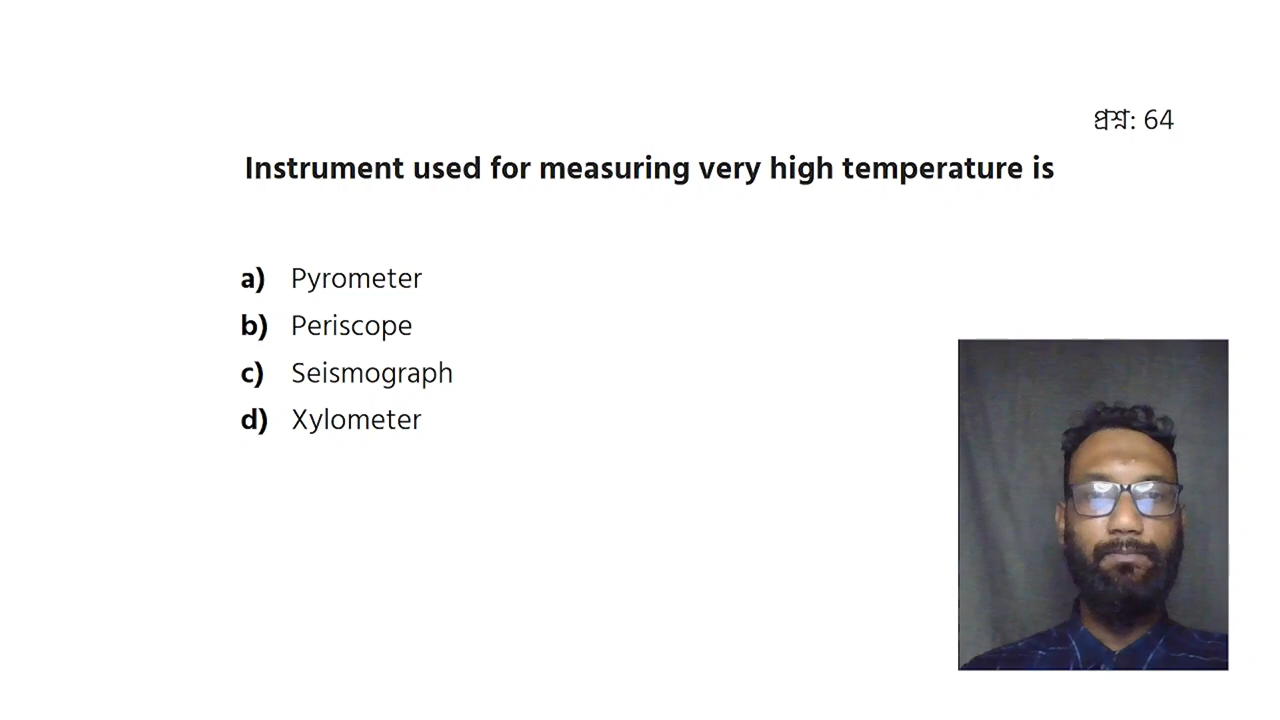 প্রশ্ন: 64
Instrument used for measuring very high temperature is
a) Pyrometer
b) Periscope
c) Seismograph
d) Xylometer